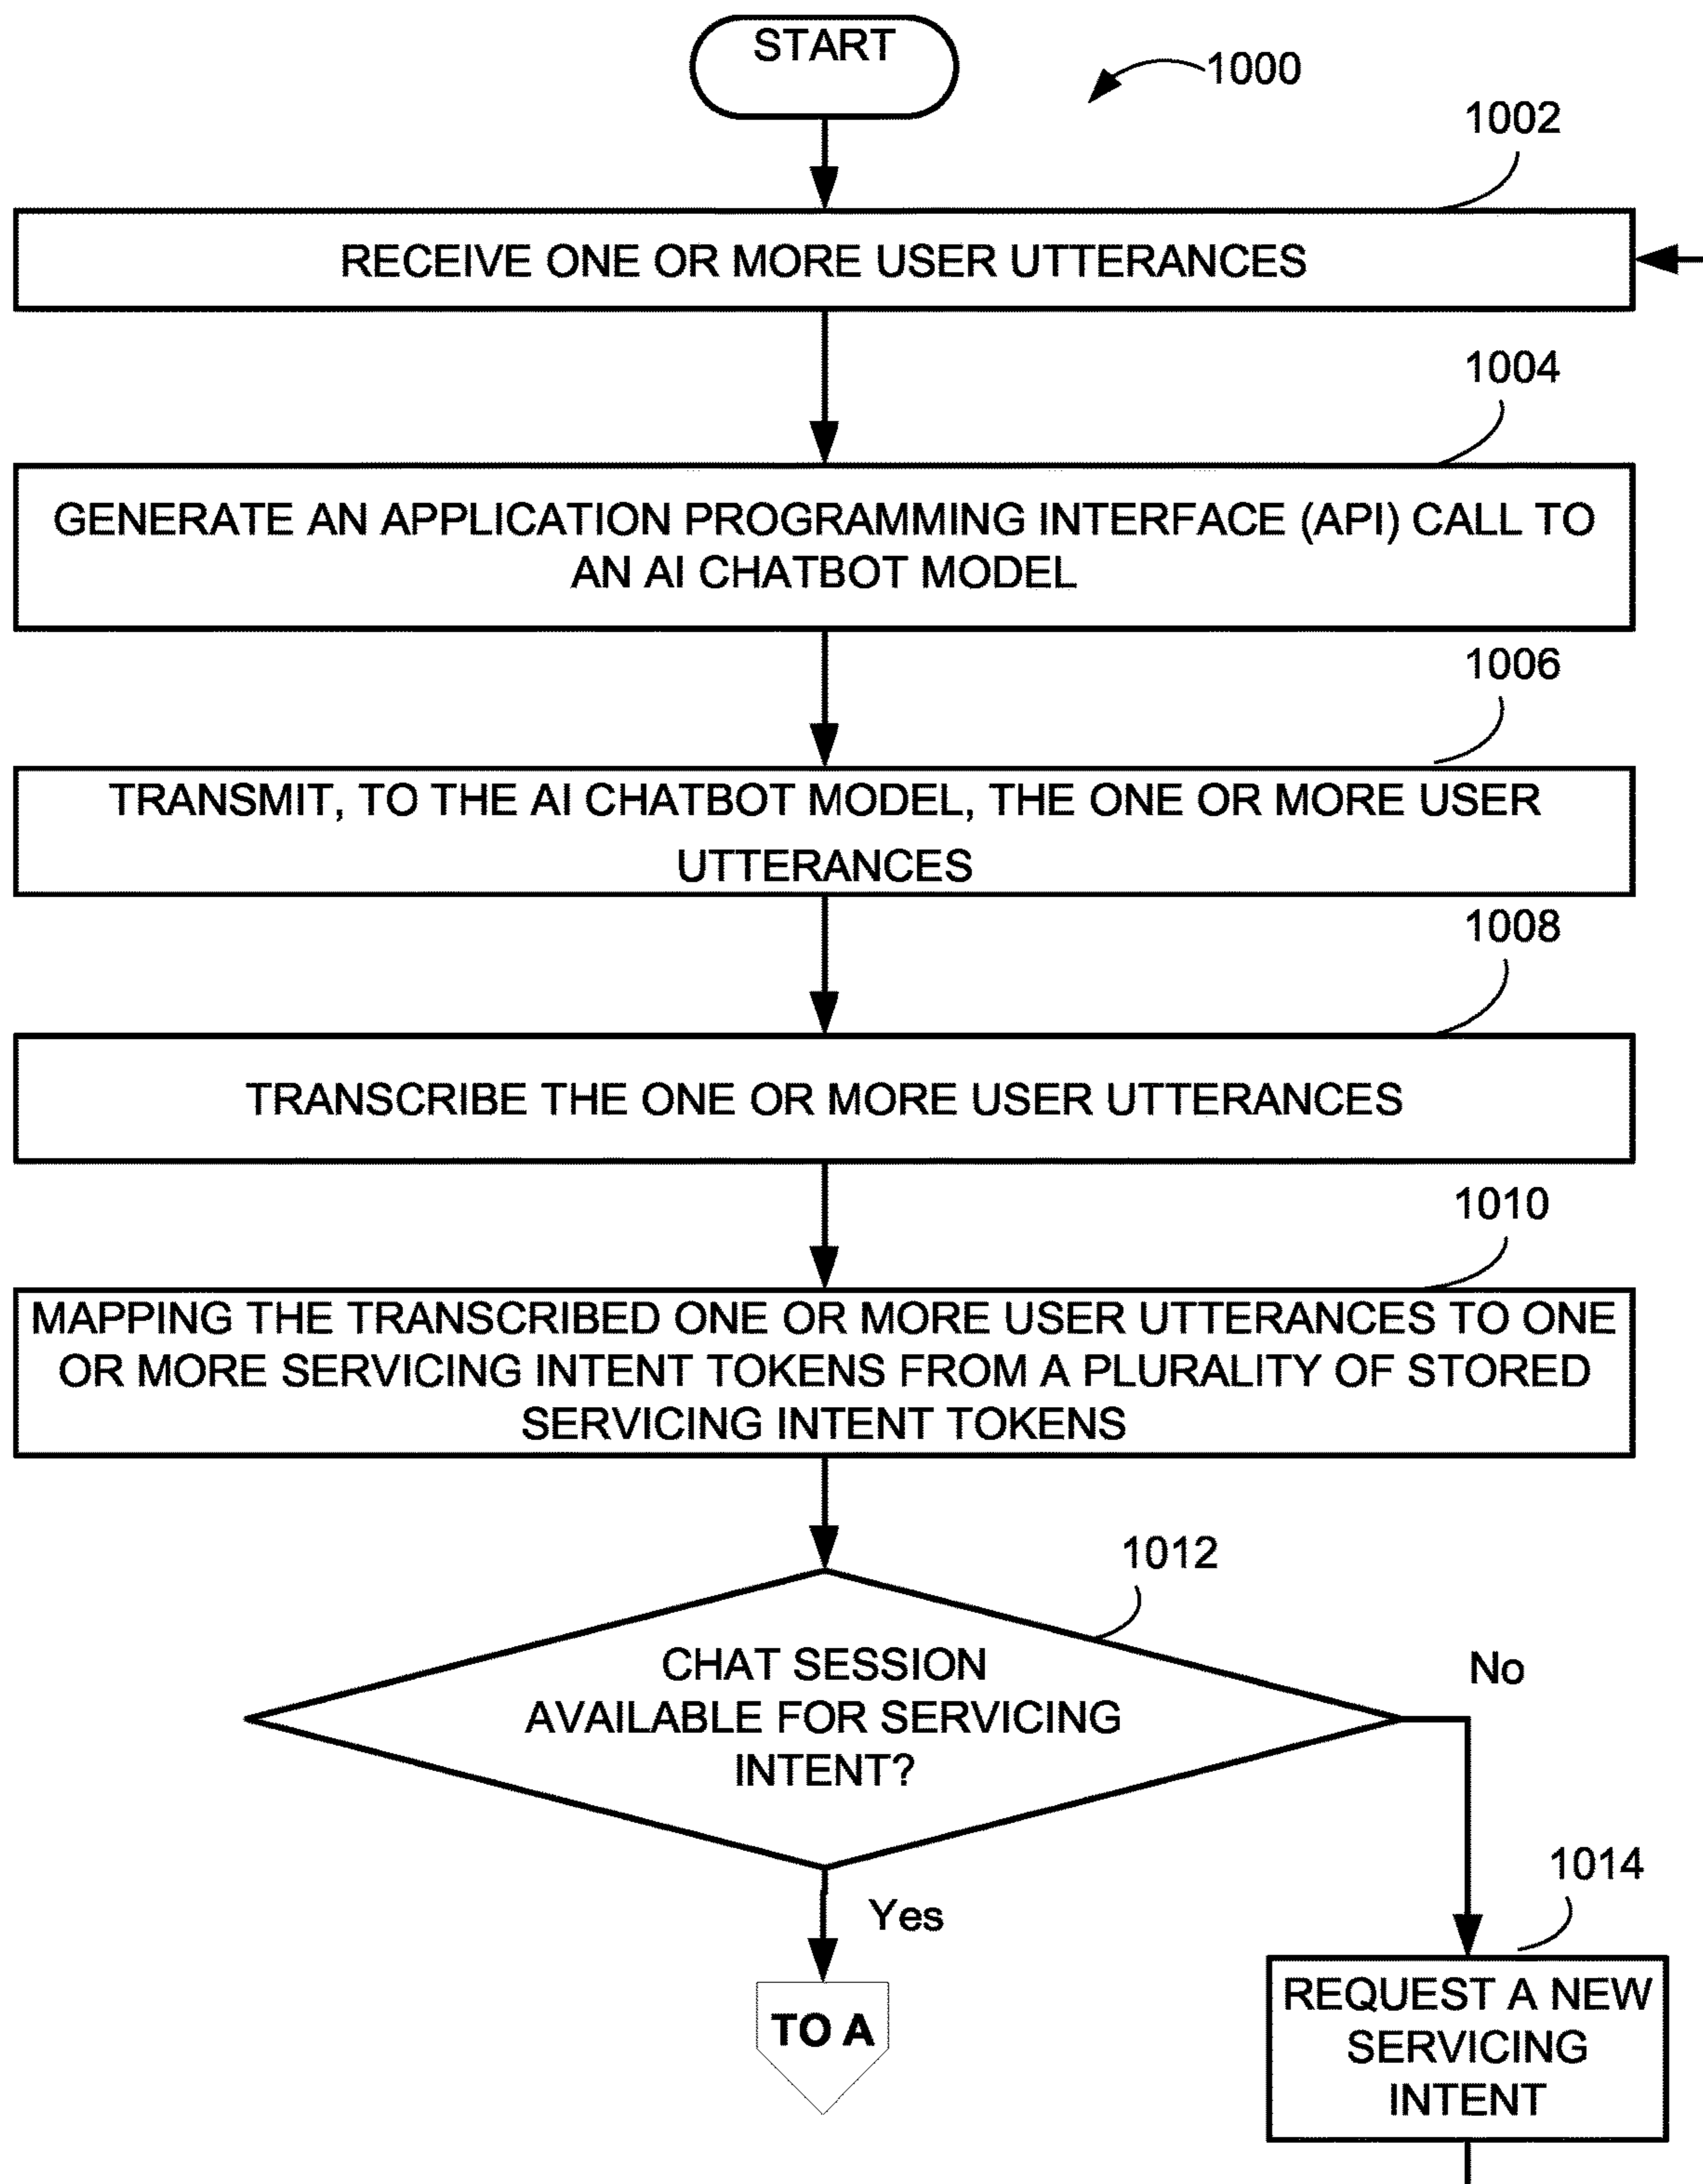 START
1000
1002
RECEIVE ONE OR MORE USER UTTERANCES
1004
GENERATE AN APPLICATION PROGRAMMING INTERFACE (API) CALL TO
AN AI CHATBOT MODEL
1006
TRANSMIT, TO THE AI CHATBOT MODEL, THE ONE OR MORE USER
UTTERANCES
1008
TRANSCRIBE THE ONE OR MORE USER UTTERANCES
1010
MAPPING THE TRANSCRIBED ONE OR MORE USER UTTERANCES TO ONE
OR MORE SERVICING INTENT TOKENS FROM A PLURALITY OF STORED
SERVICING INTENT TOKENS
1012
CHAT SESSION
AVAILABLE FOR SERVICING
INTENT?
No
Yes
1014
TO A
REQUEST A NEW
SERVICING
INTENT